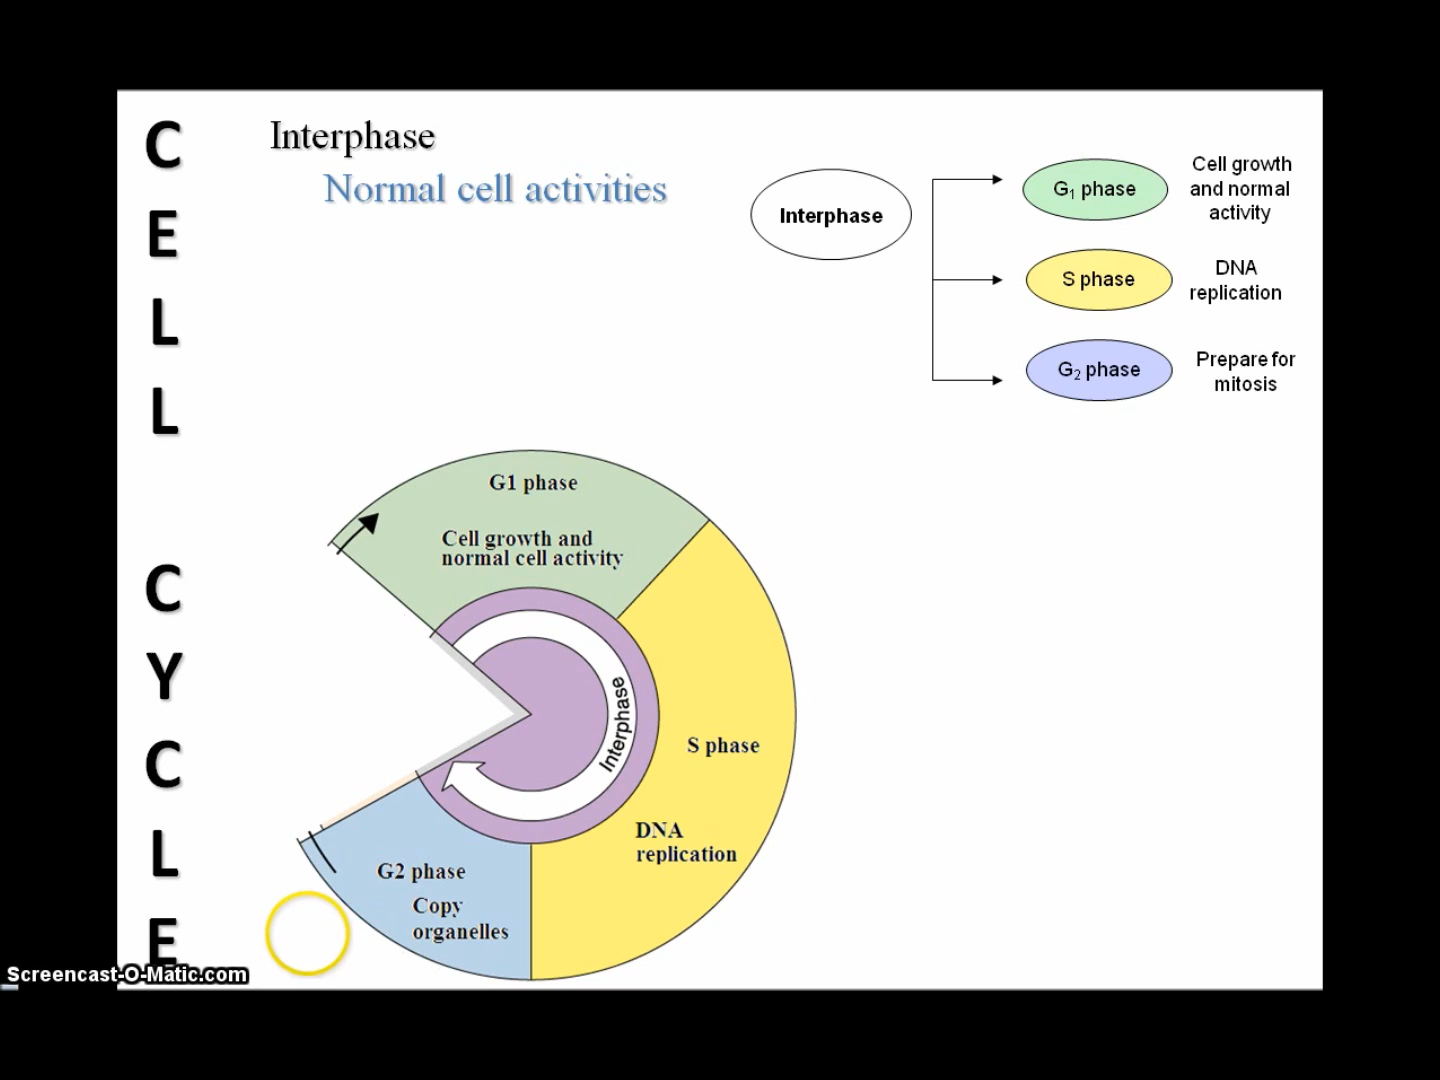 C
E
L
L
C
Y
C
L
E
Interphase
Normal cell activities
Interphase
G₁ phase
Cell growth
and normal
activity
S phase
DNA
replication
G₂ phase
Prepare for
mitosis
G1 phase
Cell growth and
normal cell activity
Interphase
S phase
DNA
replication
G2 phase
Copy
organelles
Screencast-O-Matic.com